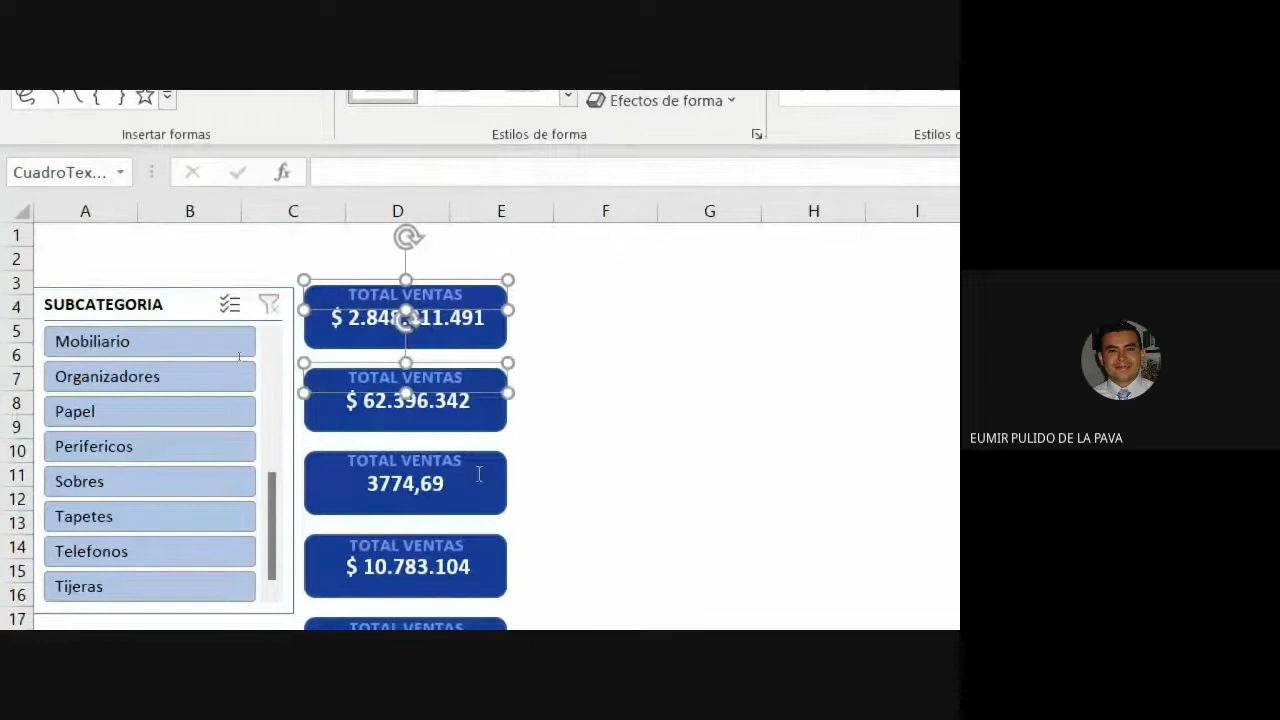 Efectos de forma
Insertar formas
Estilos de forma
Estilos
CuadroTex...
fx
A B C D E F G H I
1
2
3
4
5
6
7
8
9
10
11
12
13
14
15
16
17
SUBCATEGORIA
Mobiliario
Organizadores
Papel
Perifericos
Sobres
Tapetes
Telefonos
Tijeras
TOTAL VENTAS
TOTAL VENTAS
$ 62.396.342
TOTAL VENTAS
3774,69
TOTAL VENTAS
$ 10.783.104
TOTAL VENTAS
EUMIR PULIDO DE LA PAVA